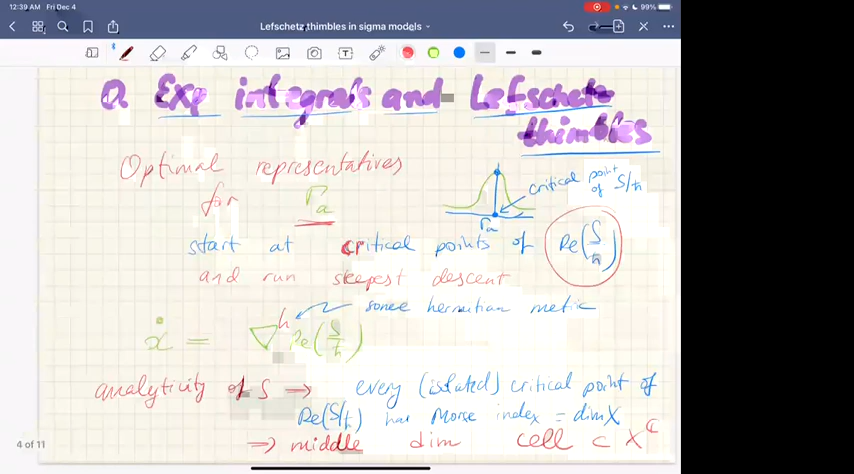 12:39 AM Fri Dec 4
99%
Lefschetz thimbles in sigma models
0. Exp integrals and Lefschetz
thimbles
Optimal representatives
for Γa
critical point
of S/ħ
Γa
start at critical points of Re(S/ħ)
and run steepest descent
some hermitian metric
ẋ = ∇^h Re(S/ħ)
analyticity of S ⇒ every (isolated) critical point of
Re(S/ħ) has Morse index = dim X
⇒ middle dim cell ⊂ X^C
4 of 11